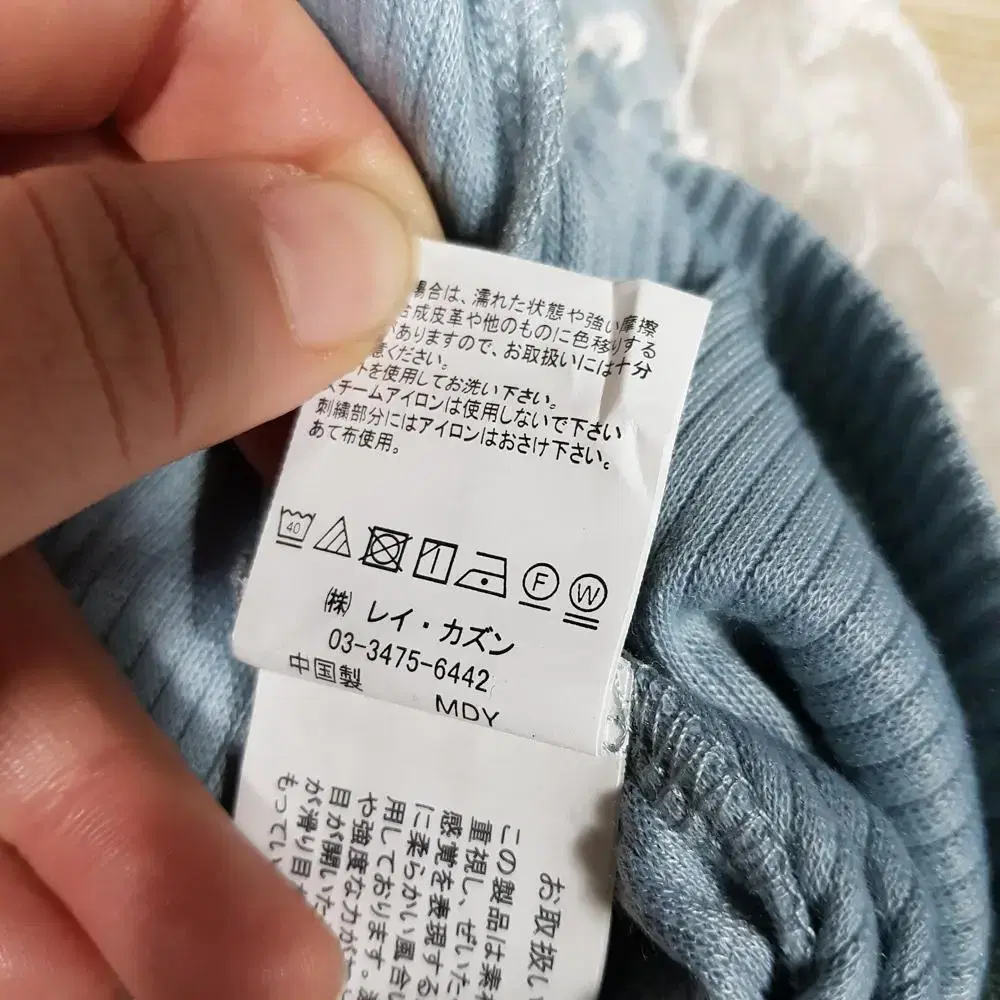 場合は、濡れた状態や強い摩擦
合成皮革や他のものに色移りする
がありますので、お取扱いには十分
意ください。
トを使用してお洗い下さい。
スチームアイロンは使用しないで下さい
刺繍部分にはアイロンはおさけ下さい。
あて布使用。
40
F
W
㈱ レイ・カズン
03-3475-6442
中国製
MDY
お取扱い
この製品は素
重視し、ぜいた
感覚を表現する
に柔らかい風合
用しております。
や強度な力がか
目が開いた
が滑り目
もってい